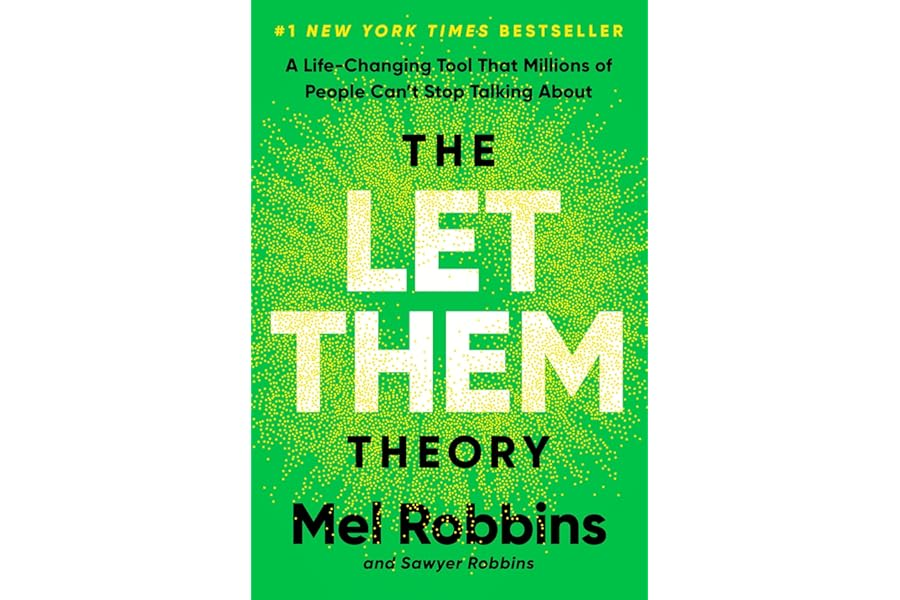 #1 NEW YORK TIMES BESTSELLER
A Life-Changing Tool That Millions of
People Can't Stop Talking About
THE
LET
THEM
THEORY
Mel Robbins
and Sawyer Robbins